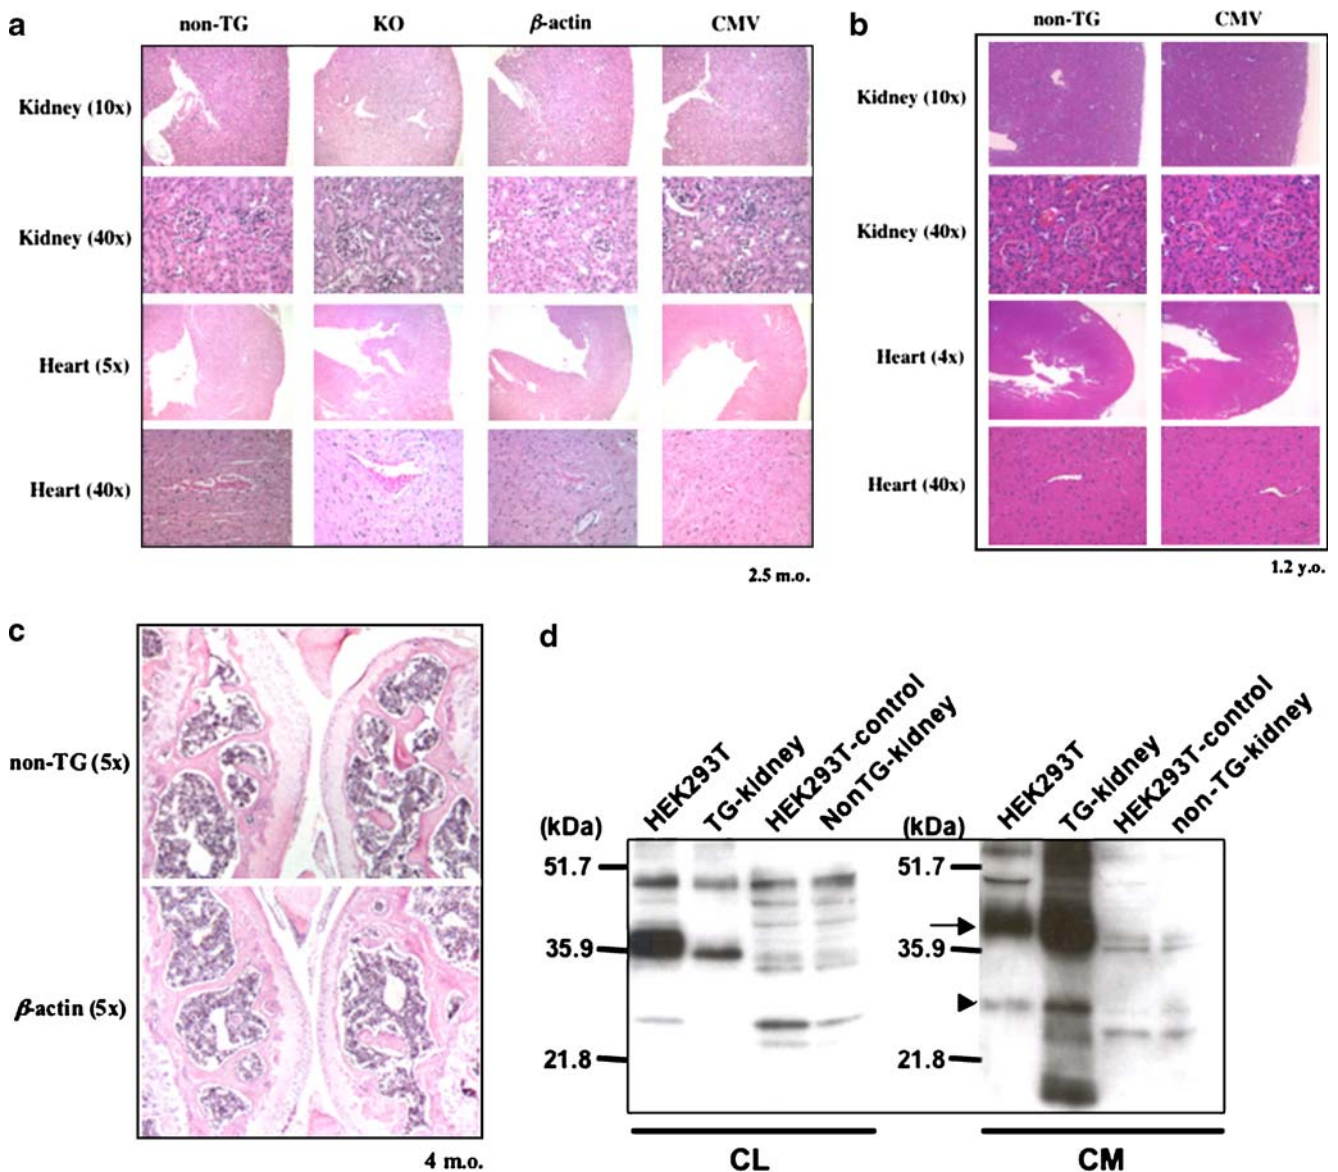 a
non-TG KO β-actin CMV
Kidney (10x)
Kidney (40x)
Heart (5x)
Heart (40x)
2.5 m.o.
b
non-TG CMV
Kidney (10x)
Kidney (40x)
Heart (4x)
Heart (40x)
1.2 y.o.
c
non-TG (5x)
β-actin (5x)
4 m.o.
d
HEK293T TG-kidney HEK293T-control NonTG-kidney
HEK293T TG-kidney HEK293T-control non-TG-kidney
(kDa) (kDa)
51.7 51.7
35.9 35.9
21.8 21.8
CL CM